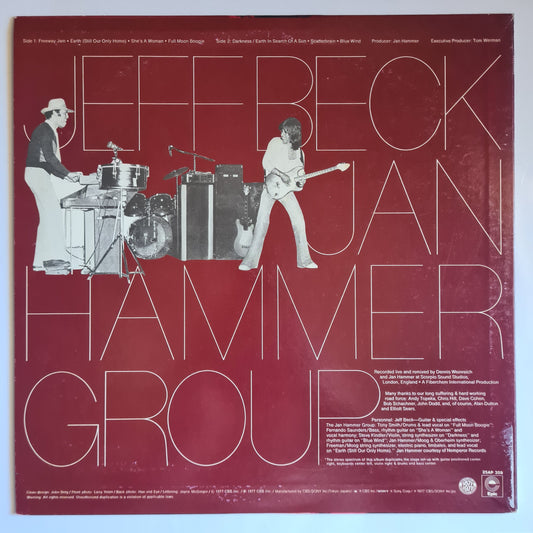 Side 1: Freeway Jam • Earth (Still Our Only Home) • She's A Woman • Full Moon Boogie
Side 2: Darkness / Earth In Search Of A Sun • Scatterbrain • Blue Wind
Producer: Jan Hammer
Executive Producer: Tom Werman
JEFF BECK
JAN
HAMMER
GROUP
Recorded live and remixed by Dennis Weinreich
and Jan Hammer at Scorpio Sound Studios,
London, England • A Fiberchem International Production
Many thanks to our long suffering & hard working
road force: Andy Topeka, Chris Hill, Dave Cohen,
Bob Schachner, John Dodd, and, of course, Alan Dutton
and Elliott Sears.
Personnel: Jeff Beck—Guitar & special effects
The Jan Hammer Group: Tony Smith/Drums & lead vocal on "Full Moon Boogie";
Fernando Saunders/Bass, rhythm guitar on "She's A Woman" and
vocal harmony; Steve Kindler/Violin, string synthesizer on "Darkness" and
rhythm guitar on "Blue Wind"; Jan Hammer/Moog & Oberheim synthesizer,
Freeman/Moog string synthesizer, electric piano, timbales, and lead vocal
on "Earth (Still Our Only Home)." Jan Hammer courtesy of Nemperor Records
25AP 305
Epic